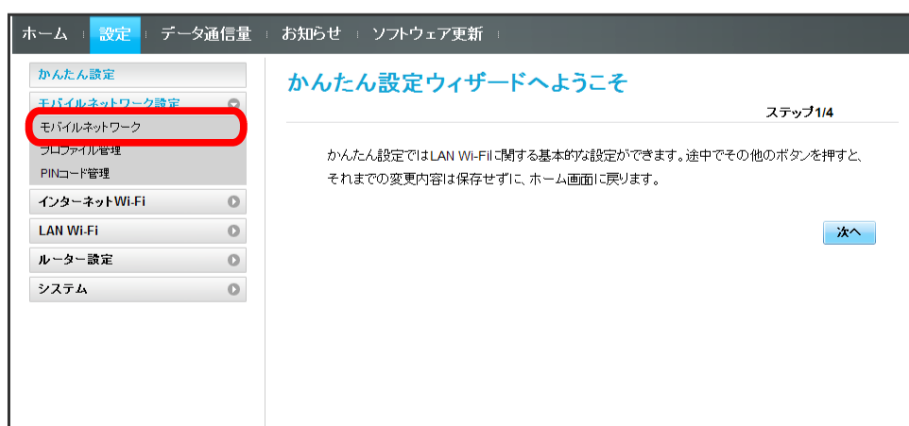 ホーム 設定 データ通信量 お知らせ ソフトウェア更新
かんたん設定
モバイルネットワーク設定
モバイルネットワーク
プロファイル管理
PINコード管理
インターネットWi-Fi
LAN Wi-Fi
ルーター設定
システム
かんたん設定ウィザードへようこそ
ステップ1/4
かんたん設定ではLAN Wi-Fiに関する基本的な設定ができます。途中でその他のボタンを押すと、
それまでの変更内容は保存せずに、ホーム画面に戻ります。
次へ